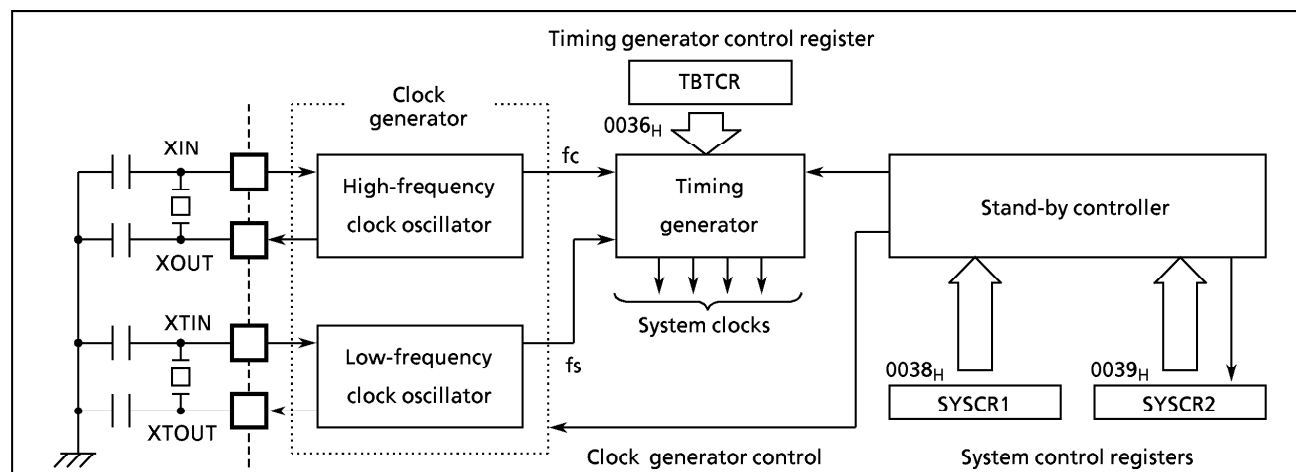 Timing generator control register
TBTCR
Clock
generator
0036H
XIN
fc
High-frequency
clock oscillator
Timing
generator
Stand-by controller
XOUT
System clocks
XTIN
Low-frequency
clock oscillator
fs
0038H
0039H
SYSCR1
SYSCR2
XTOUT
Clock generator control
System control registers